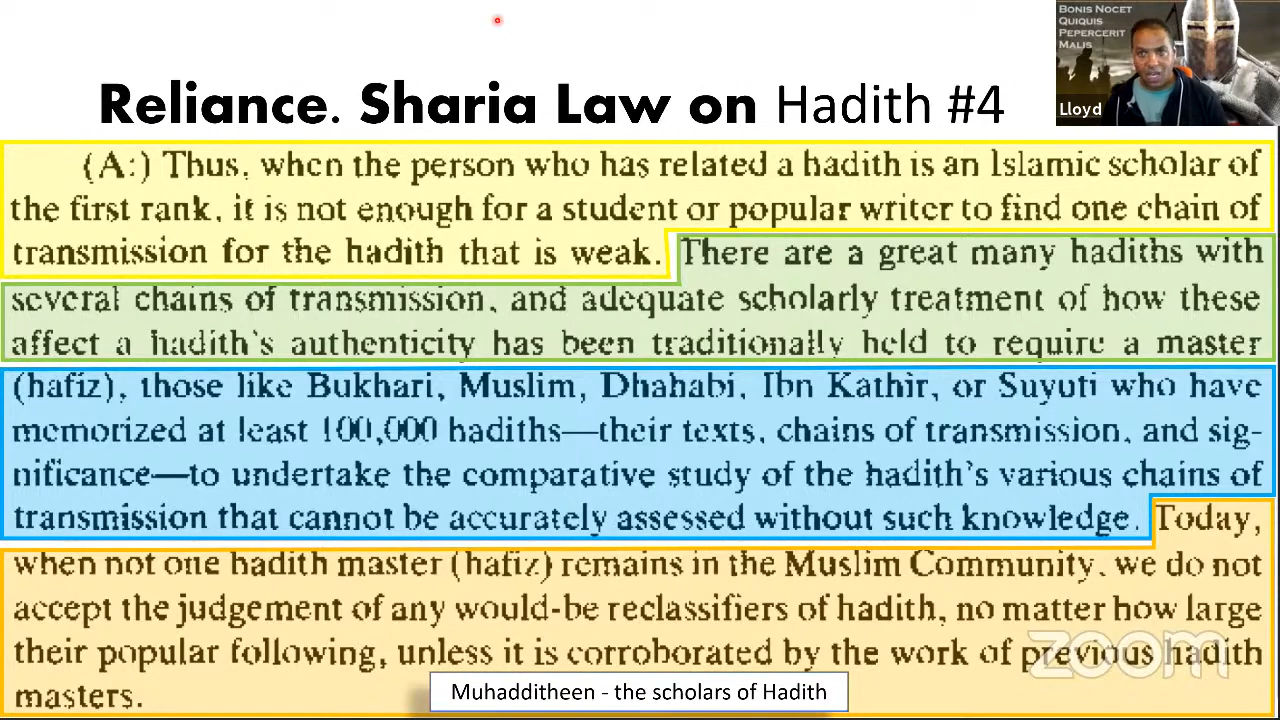 BONIS NOCET
QUIQUIS
PEPERCERIT
MALIS
Lloyd
Reliance. Sharia Law on Hadith #4
(A:) Thus, when the person who has related a hadith is an Islamic scholar of
the first rank, it is not enough for a student or popular writer to find one chain of
transmission for the hadith that is weak. There are a great many hadiths with
several chains of transmission, and adequate scholarly treatment of how these
affect a hadith's authenticity has been traditionally held to require a master
(hafiz), those like Bukhari, Muslim, Dhahabi, Ibn Kathir, or Suyuti who have
memorized at least 100,000 hadiths—their texts, chains of transmission, and sig-
nificance—to undertake the comparative study of the hadith's various chains of
transmission that cannot be accurately assessed without such knowledge. Today,
when not one hadith master (hafiz) remains in the Muslim Community, we do not
accept the judgement of any would-be reclassifiers of hadith, no matter how large
their popular following, unless it is corroborated by the work of previous hadith
masters.
zoom
Muhadditheen - the scholars of Hadith